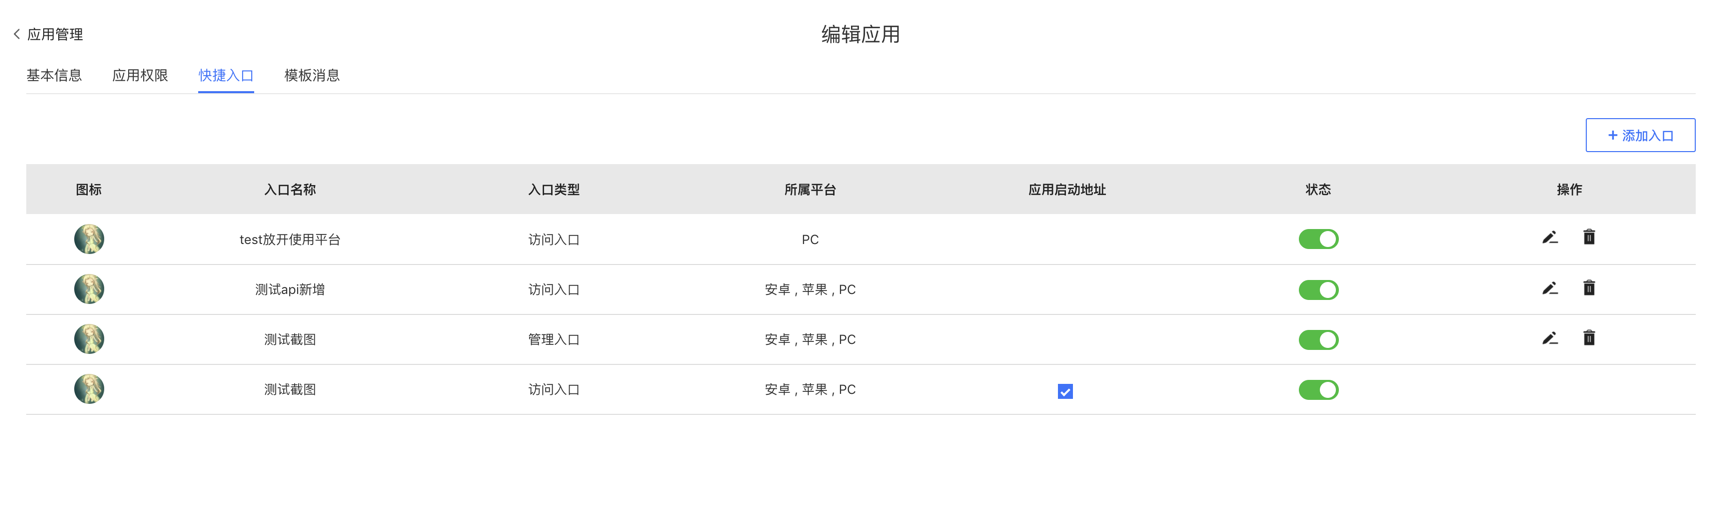 应用管理
编辑应用
基本信息 应用权限 快捷入口 模板消息
+ 添加入口
图标 入口名称 入口类型 所属平台 应用启动地址 状态 操作
test放开使用平台 访问入口 PC
测试api新增 访问入口 安卓 , 苹果 , PC
测试截图 管理入口 安卓 , 苹果 , PC
测试截图 访问入口 安卓 , 苹果 , PC